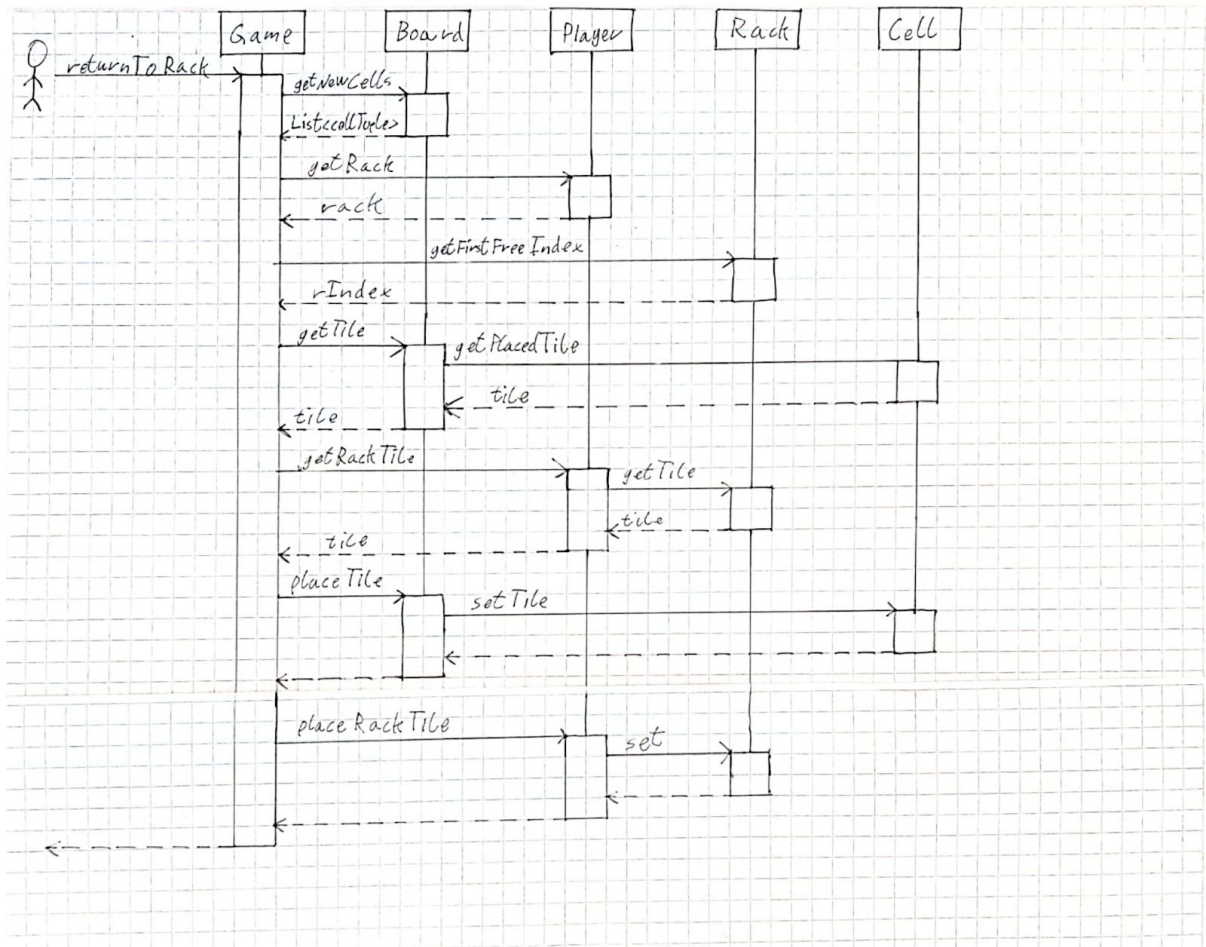 Game
Board
Player
Rack
Cell
returnToRack
getNewCells
List<cellTuple>
getRack
rack
getFirstFreeIndex
rIndex
getTile
getPlacedTile
tile
tile
getRackTile
getTile
tile
tile
placeTile
setTile
placeRackTile
set